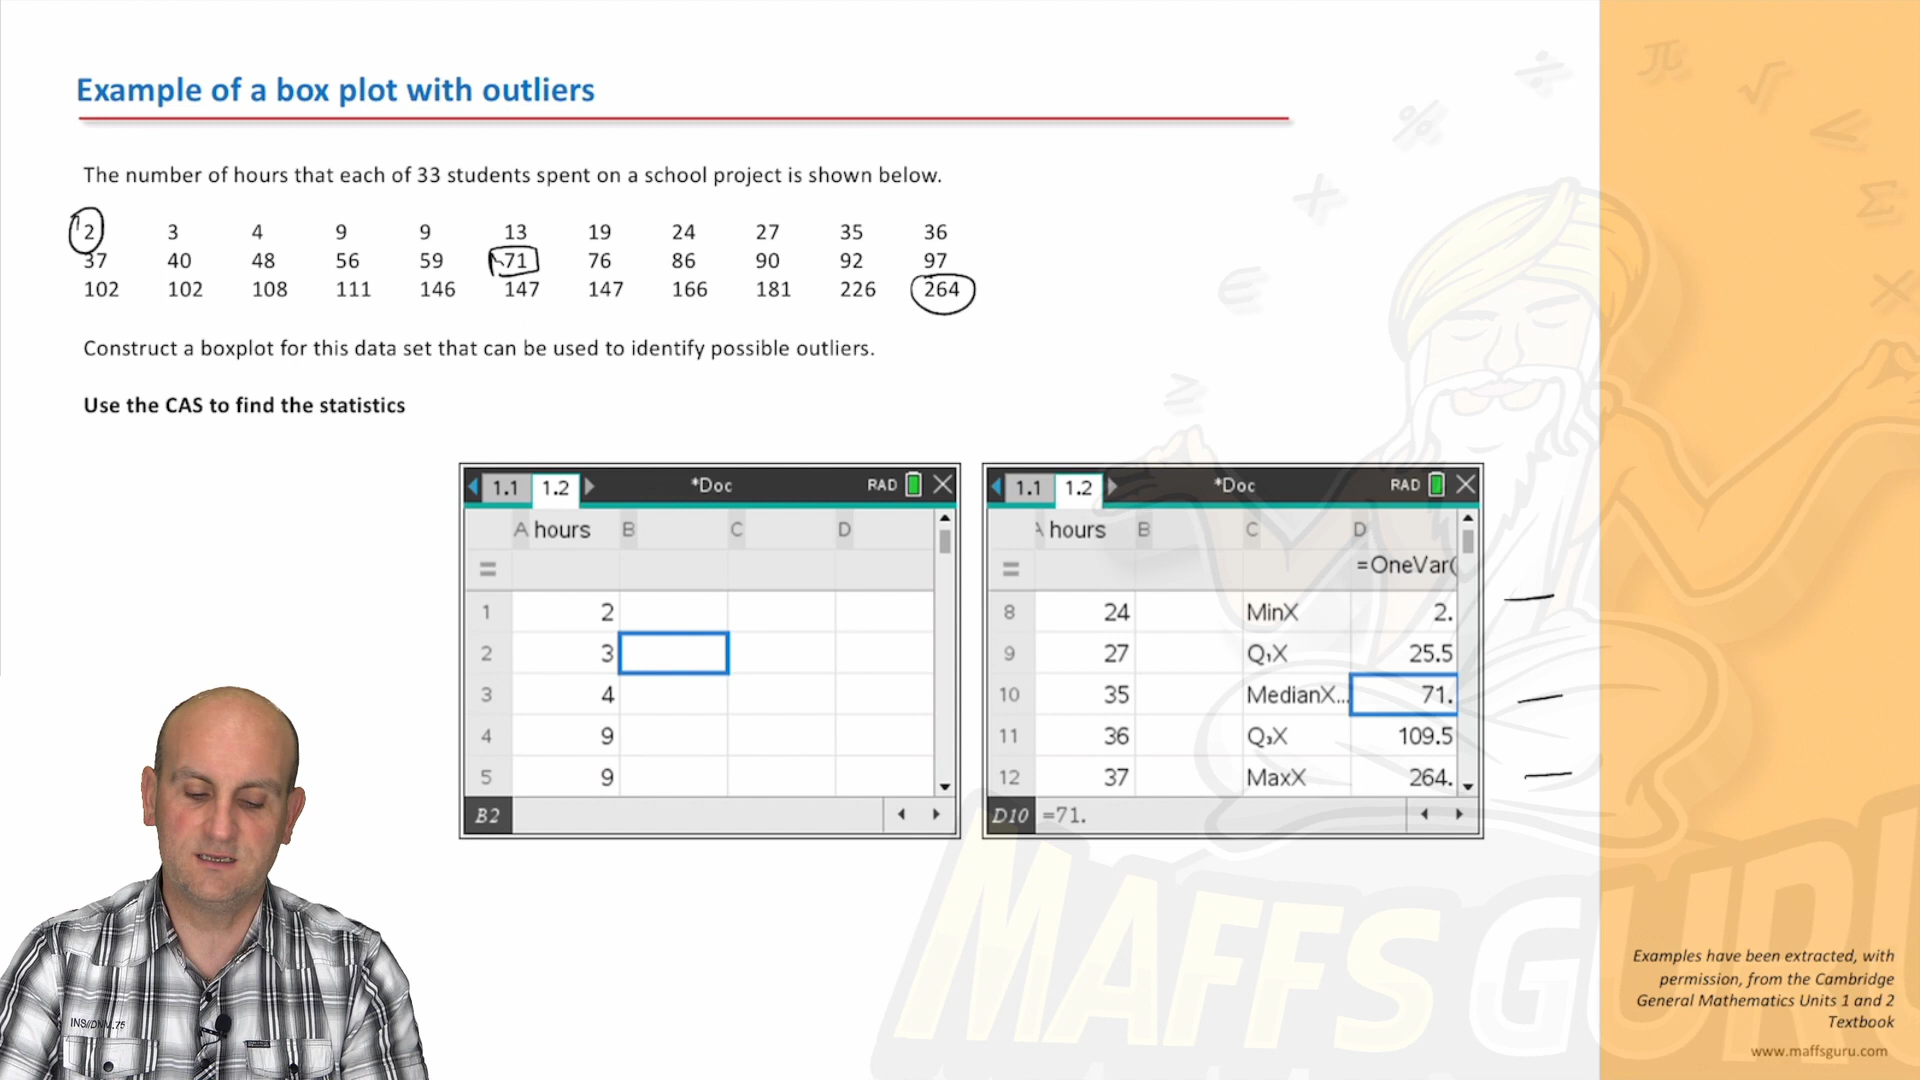 Example of a box plot with outliers
The number of hours that each of 33 students spent on a school project is shown below.
2 3 4 9 9 13 19 24 27 35 36
37 40 48 56 59 71 76 86 90 92 97
102 102 108 111 146 147 147 166 181 226 264
Construct a boxplot for this data set that can be used to identify possible outliers.
Use the CAS to find the statistics
1.1 1.2 *Doc RAD
A hours B C D
=
1 2
2 3
3 4
4 9
5 9
B2
1.1 1.2 *Doc RAD
A hours B C D
= =OneVar(
8 24 MinX 2.
9 27 Q₁X 25.5
10 35 MedianX... 71.
11 36 Q₃X 109.5
12 37 MaxX 264.
D10 =71.
MAFFS GURU
INS//DNM.75
Examples have been extracted, with
permission, from the Cambridge
General Mathematics Units 1 and 2
Textbook
www.maffsguru.com